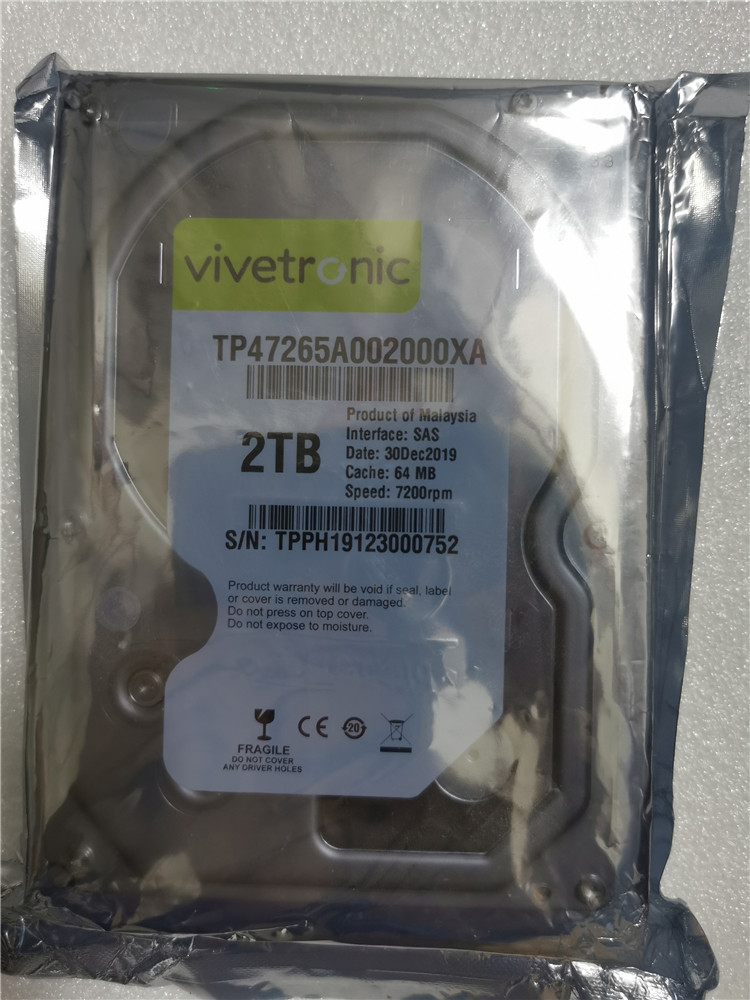 vivetronic
TP47265A002000XA
Product of Malaysia
2TB
Interface: SAS
Date: 30Dec2019
Cache: 64 MB
Speed: 7200rpm
S/N: TPPH19123000752
Product warranty will be void if seal, label
or cover is removed or damaged.
Do not press on top cover.
Do not expose to moisture.
CE
20
FRAGILE
DO NOT COVER
ANY DRIVER HOLES